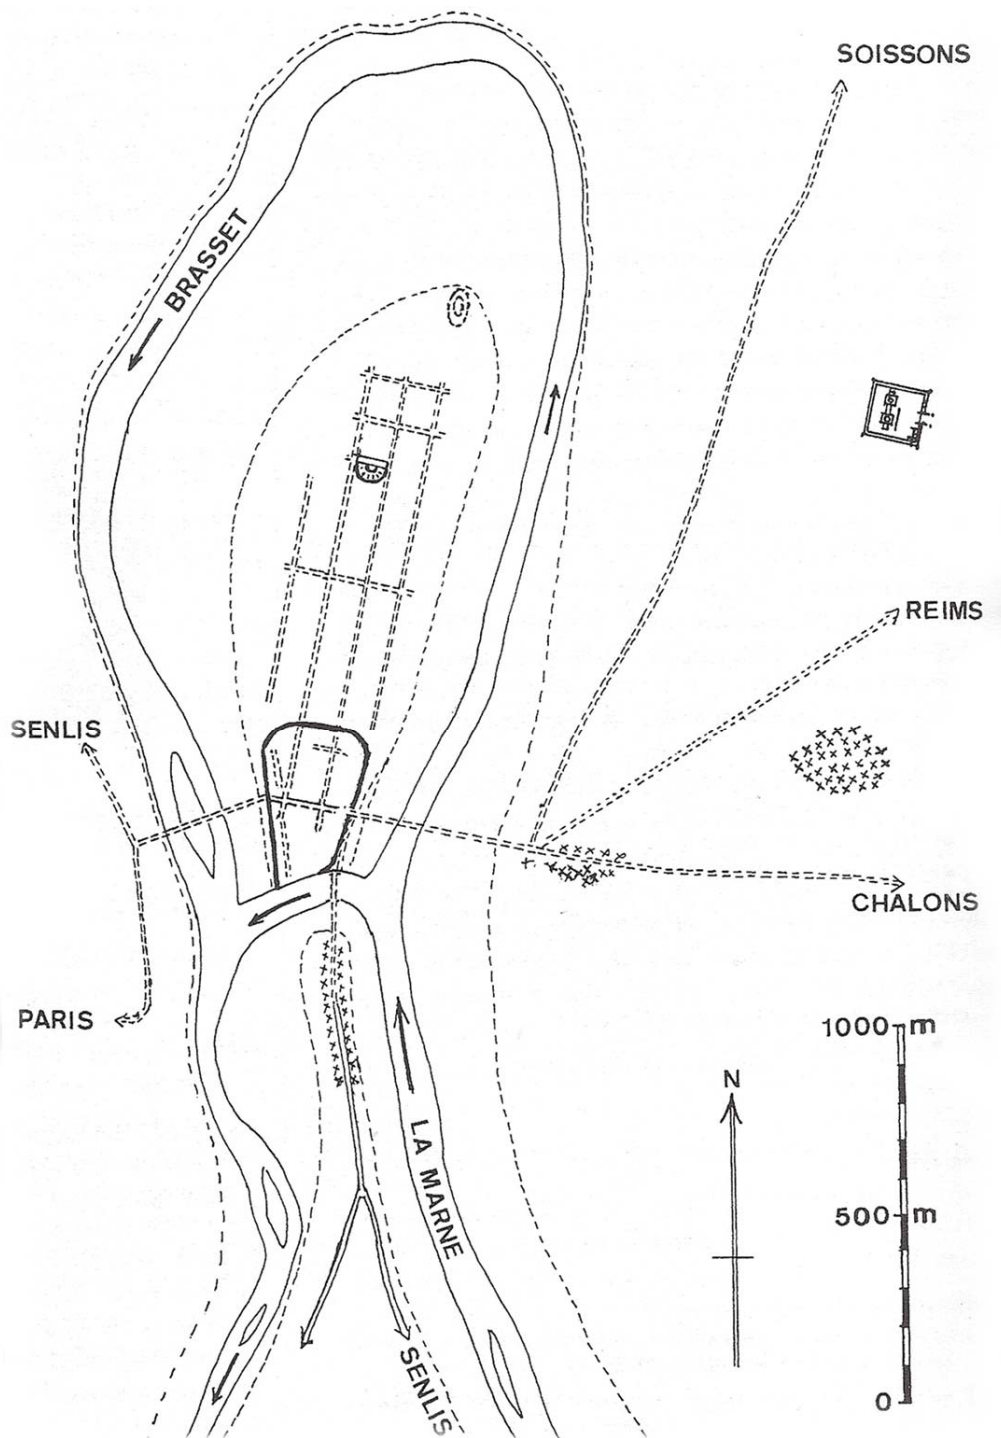 SOISSONS
BRASSET
REIMS
SENLIS
CHALONS
PARIS
1000 m
N
LA MARNE
500 m
SENLIS
0